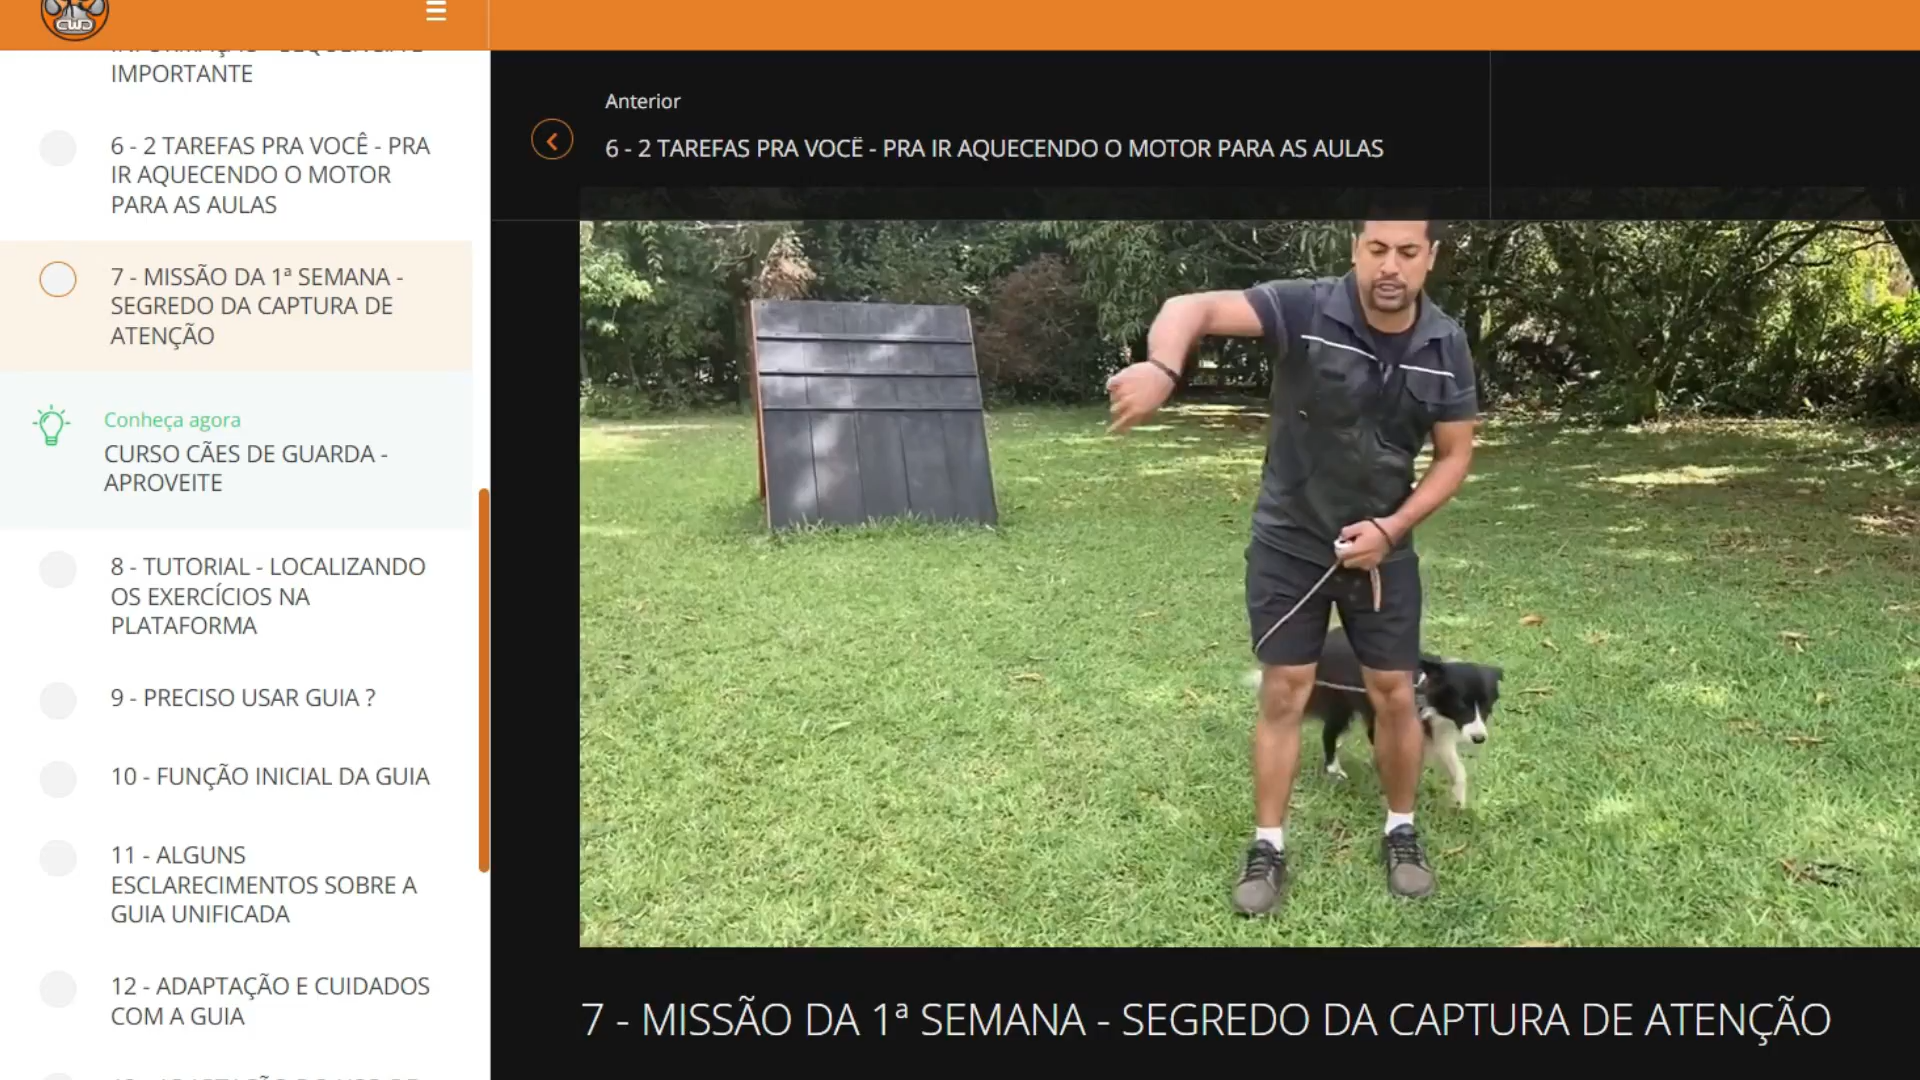 CWD
IMPORTANTE
6 - 2 TAREFAS PRA VOCÊ - PRA
IR AQUECENDO O MOTOR
PARA AS AULAS
7 - MISSÃO DA 1ª SEMANA -
SEGREDO DA CAPTURA DE
ATENÇÃO
Conheça agora
CURSO CÃES DE GUARDA -
APROVEITE
8 - TUTORIAL - LOCALIZANDO
OS EXERCÍCIOS NA
PLATAFORMA
9 - PRECISO USAR GUIA ?
10 - FUNÇÃO INICIAL DA GUIA
11 - ALGUNS
ESCLARECIMENTOS SOBRE A
GUIA UNIFICADA
12 - ADAPTAÇÃO E CUIDADOS
COM A GUIA
Anterior
6 - 2 TAREFAS PRA VOCÊ - PRA IR AQUECENDO O MOTOR PARA AS AULAS
7 - MISSÃO DA 1ª SEMANA - SEGREDO DA CAPTURA DE ATENÇÃO